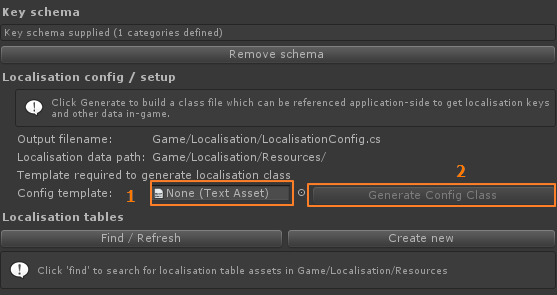 Key schema
Key schema supplied (1 categories defined)
Remove schema
Localisation config / setup
Click Generate to build a class file which can be referenced application-side to get localisation keys
and other data in-game.
Output filename: Game/Localisation/LocalisationConfig.cs
Localisation data path: Game/Localisation/Resources/
Template required to generate localisation class
2
Config template: 1 None (Text Asset) Generate Config Class
Localisation tables
Find / Refresh Create new
Click 'find' to search for localisation table assets in Game/Localisation/Resources